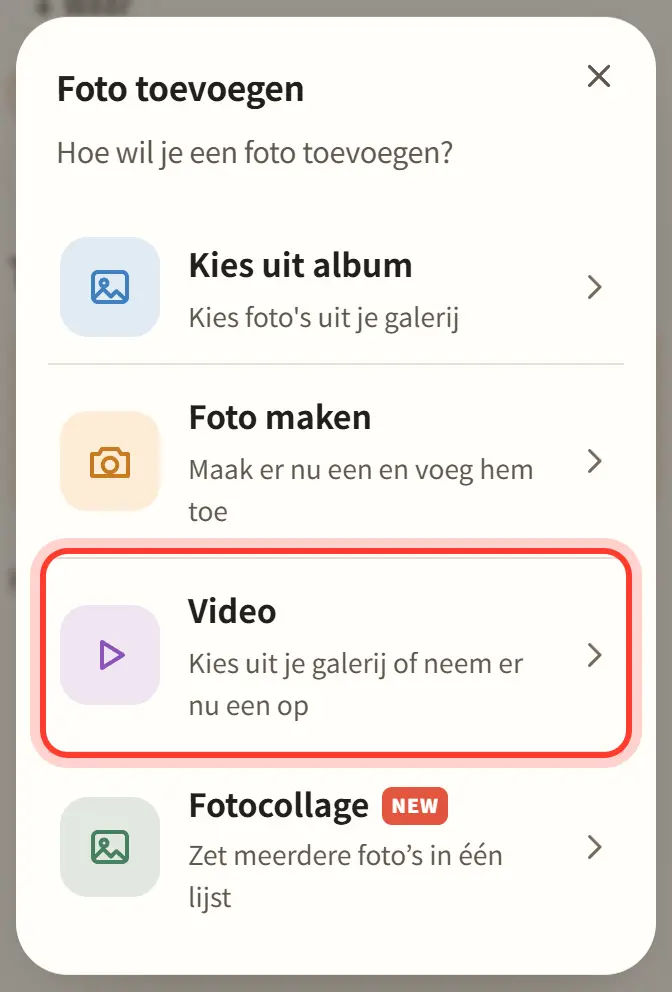 Foto toevoegen
Hoe wil je een foto toevoegen?
Kies uit album
Kies foto's uit je galerij
Foto maken
Maak er nu een en voeg hem
toe
Video
Kies uit je galerij of neem er
nu een op
Fotocollage NEW
Zet meerdere foto’s in één
lijst